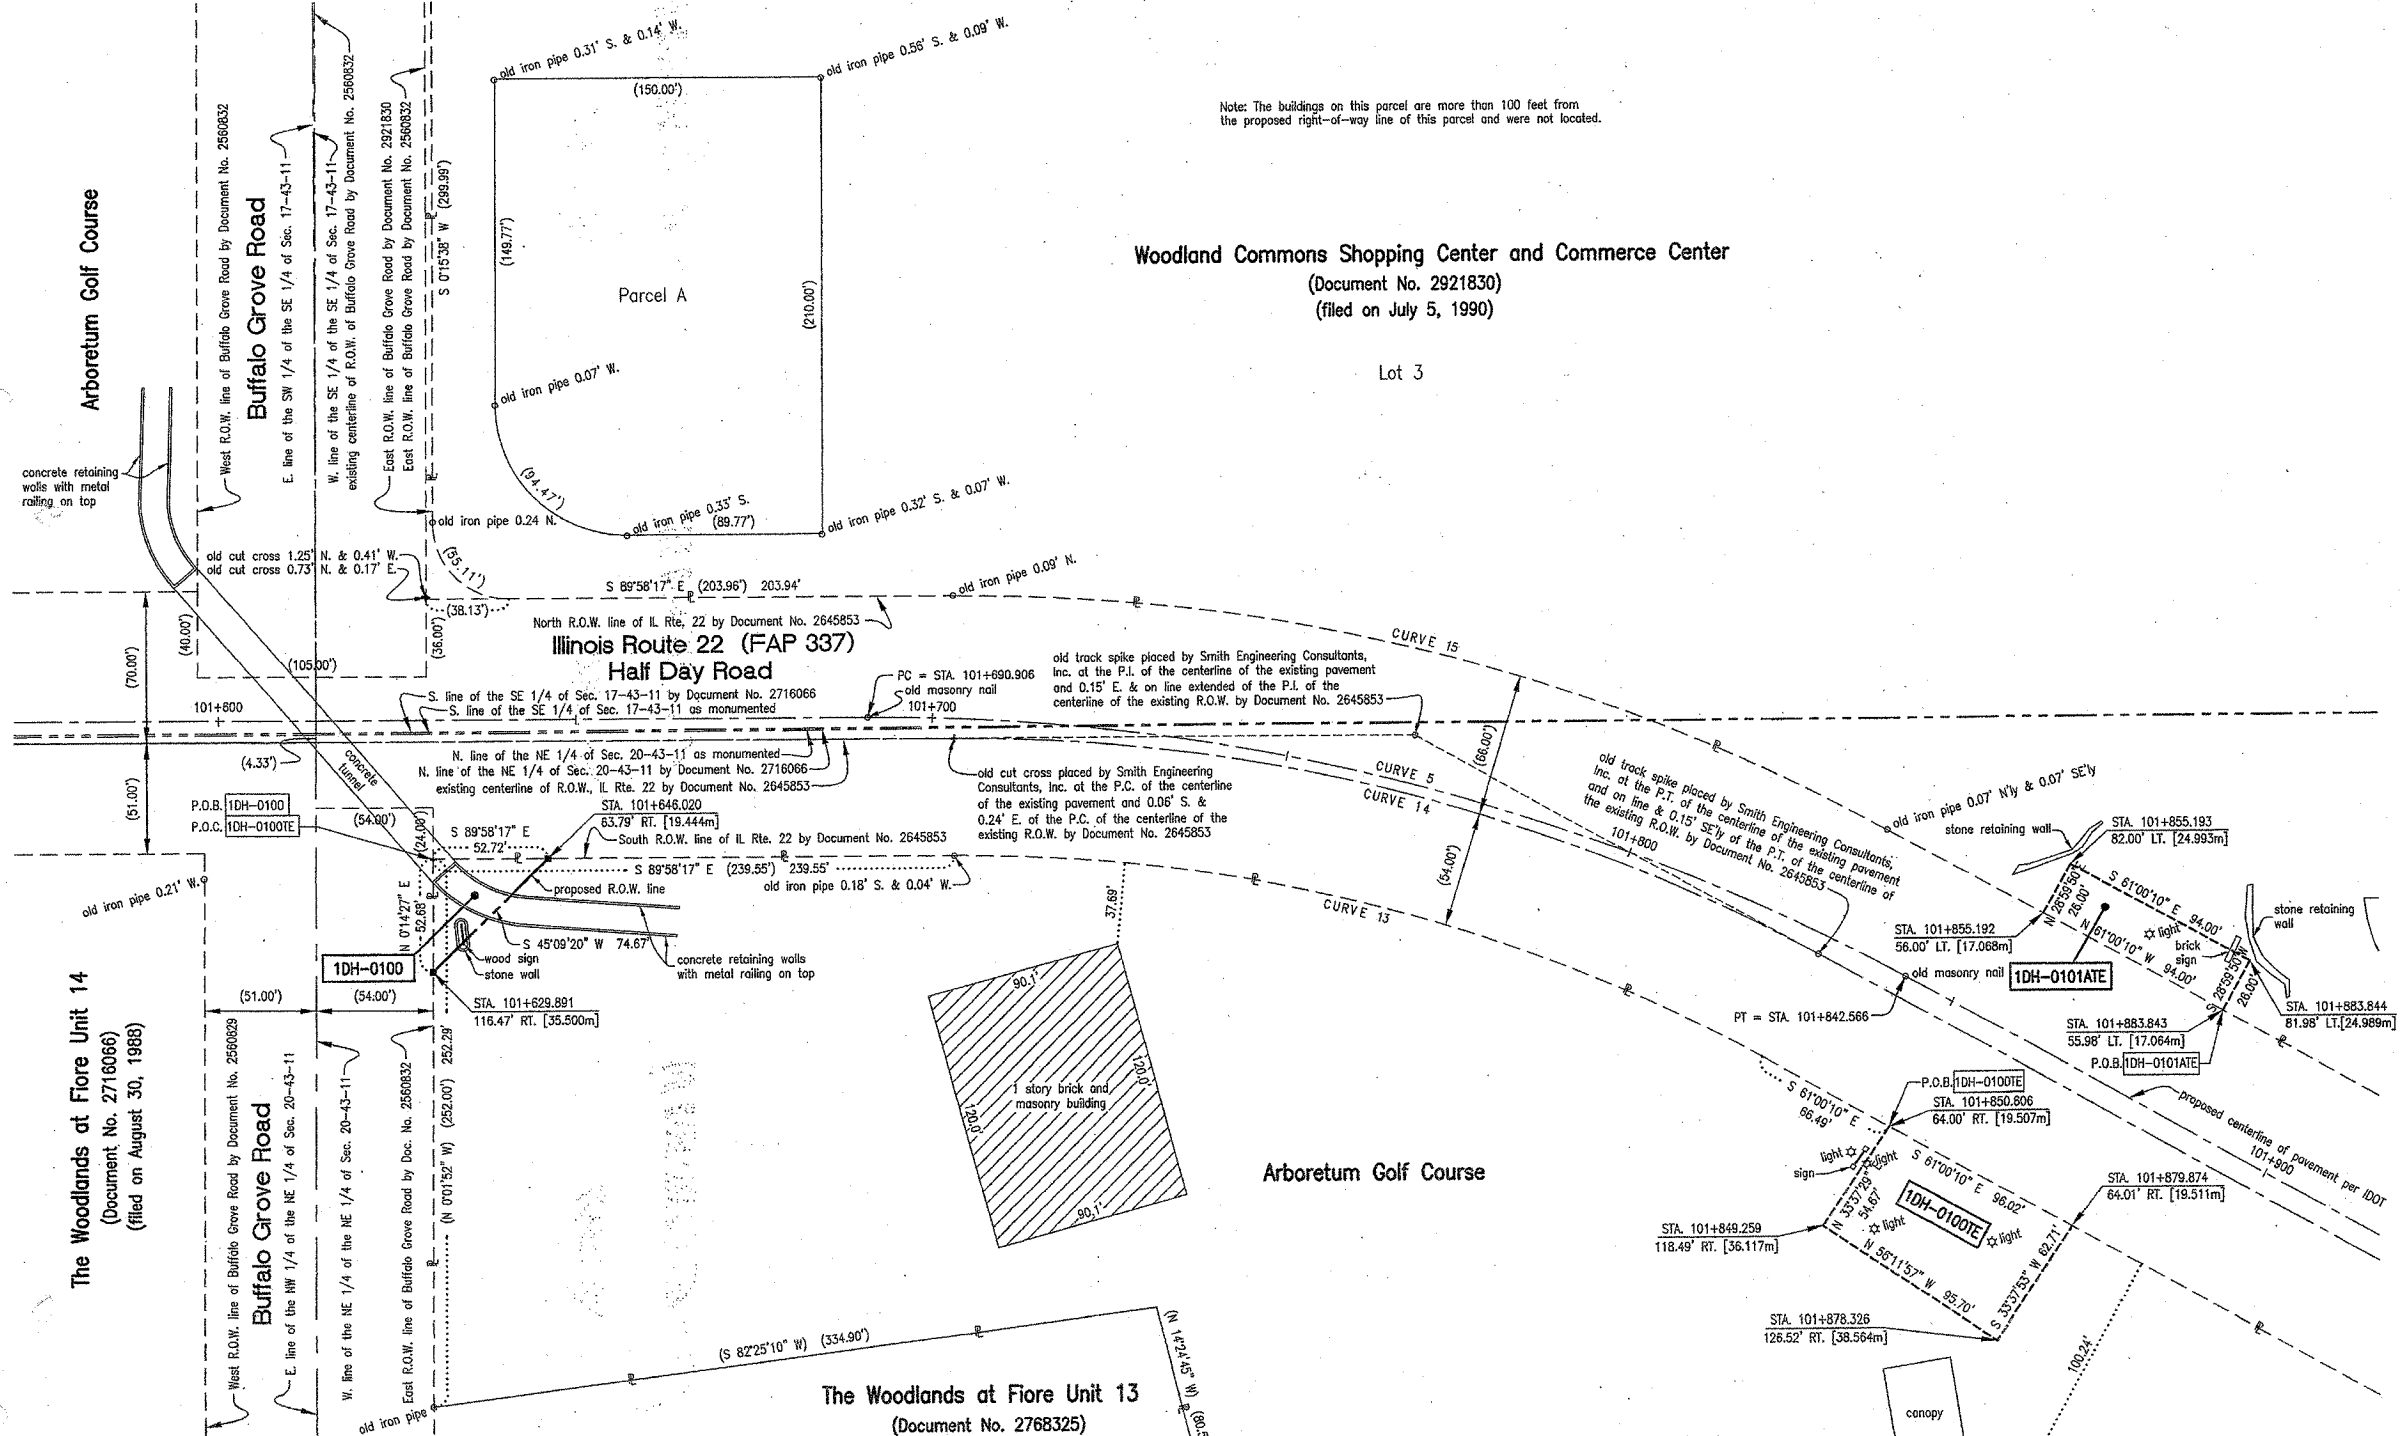 old iron pipe 0.31' S. & 0.14' W.
old iron pipe 0.56' S. & 0.09' W.
(150.00')
Note: The buildings on this parcel are more than 100 feet from
the proposed right-of-way line of this parcel and were not located.
Arboretum Golf Course
West R.O.W. line of Buffalo Grove Road by Document No. 2560832
Buffalo Grove Road
E. line of the SW 1/4 of the SE 1/4 of Sec. 17-43-11
W. line of the SE 1/4 of the SE 1/4 of Sec. 17-43-11
existing centerline of R.O.W. of Buffalo Grove Road by Document No. 2560832
East R.O.W. line of Buffalo Grove Road by Document No. 2921830
East R.O.W. line of Buffalo Grove Road by Document No. 2560832
S 0°15'38" W (299.99')
(149.77')
Parcel A
(210.00')
Woodland Commons Shopping Center and Commerce Center
(Document No. 2921830)
(filed on July 5, 1990)
Lot 3
old iron pipe 0.07' W.
concrete retaining
walls with metal
railing on top
(94.47')
old iron pipe 0.33' S.
(89.77')
old iron pipe 0.32' S. & 0.07' W.
old iron pipe 0.24 N.
old cut cross 1.25' N. & 0.41' W.
old cut cross 0.73' N. & 0.17' E.
(55.11')
(38.13')
S 89°58'17" E (203.96') 203.94'
old iron pipe 0.09' N.
North R.O.W. line of IL Rte. 22 by Document No. 2645853
Illinois Route 22 (FAP 337)
Half Day Road
CURVE 15
(40.00')
(36.00')
(70.00')
(105.00')
S. line of the SE 1/4 of Sec. 17-43-11 by Document No. 2716066
S. line of the SE 1/4 of Sec. 17-43-11 as monumented
101+600
PC = STA. 101+690.906
old masonry nail
101+700
old track spike placed by Smith Engineering Consultants,
Inc. at the P.I. of the centerline of the existing pavement
and 0.15' E. & on line extended of the P.I. of the
centerline of the existing R.O.W. by Document No. 2645853
(66.00')
(4.33')
concrete
tunnel
N. line of the NE 1/4 of Sec. 20-43-11 as monumented
N. line of the NE 1/4 of Sec. 20-43-11 by Document No. 2716066
existing centerline of R.O.W., IL Rte. 22 by Document No. 2645853
old cut cross placed by Smith Engineering
Consultants, Inc. at the P.C. of the centerline
of the existing pavement and 0.06' S. &
0.24' E. of the P.C. of the centerline of the
existing R.O.W. by Document No. 2645853
CURVE 5
CURVE 14
101+800
old track spike placed by Smith Engineering Consultants,
Inc. at the P.T. of the centerline of the existing pavement
and on line & 0.15' SE'ly of the P.T. of the centerline of
the existing R.O.W. by Document No. 2645853
old iron pipe 0.07' N'ly & 0.07' SE'ly
stone retaining wall
STA. 101+855.193
82.00' LT. [24.993m]
(51.00')
P.O.B. 1DH-0100
P.O.C. 1DH-0100TE
(54.00')
(24.00')
STA. 101+646.020
63.79' RT. [19.444m]
S 89°58'17" E
52.72'
South R.O.W. line of IL Rte. 22 by Document No. 2645853
S 89°58'17" E (239.55') 239.55'
old iron pipe 0.18' S. & 0.04' W.
proposed R.O.W. line
(54.00')
CURVE 13
37.69'
old iron pipe 0.21' W.
N 0°14'27" E
52.68'
S 45°09'20" W 74.67'
wood sign
stone wall
concrete retaining walls
with metal railing on top
1DH-0100
(51.00')
(54.00')
STA. 101+629.891
116.47' RT. [35.500m]
N 28°59'50" E
26.00'
S 61°00'10" E 94.00'
N 61°00'10" W 94.00'
light
brick
sign
stone retaining
wall
STA. 101+855.192
56.00' LT. [17.068m]
old masonry nail
1DH-0101ATE
S 28°59'50" W
26.00'
STA. 101+883.844
81.98' LT. [24.989m]
PT = STA. 101+842.566
STA. 101+883.843
55.98' LT. [17.064m]
P.O.B. 1DH-0101ATE
The Woodlands at Fiore Unit 14
(Document No. 2716066)
(filed on August 30, 1988)
West R.O.W. line of Buffalo Grove Road by Document No. 2560829
Buffalo Grove Road
E. line of the NW 1/4 of the NE 1/4 of Sec. 20-43-11
W. line of the NE 1/4 of the NE 1/4 of Sec. 20-43-11
East R.O.W. line of Buffalo Grove Road by Doc. No. 2560832
(N 0°01'52" W) (252.00') 252.29'
90.1'
120.0'
1 story brick and
masonry building
120.0'
90.1'
Arboretum Golf Course
S 61°00'10" E
66.49'
P.O.B. 1DH-0100TE
STA. 101+850.606
64.00' RT. [19.507m]
proposed centerline of pavement per IDOT
101+900
light
light
sign
N 33°37'29" E
54.67'
S 61°00'10" E 96.02'
1DH-0100TE
light
light
STA. 101+879.874
64.01' RT. [19.511m]
STA. 101+849.259
118.49' RT. [36.117m]
N 56°11'57" W 95.70'
S 33°37'53" W 62.71'
STA. 101+878.326
126.52' RT. [38.564m]
100.24'
canopy
(S 82°25'10" W) (334.90')
(N 14°24'45" W)
old iron pipe
The Woodlands at Fiore Unit 13
(Document No. 2768325)